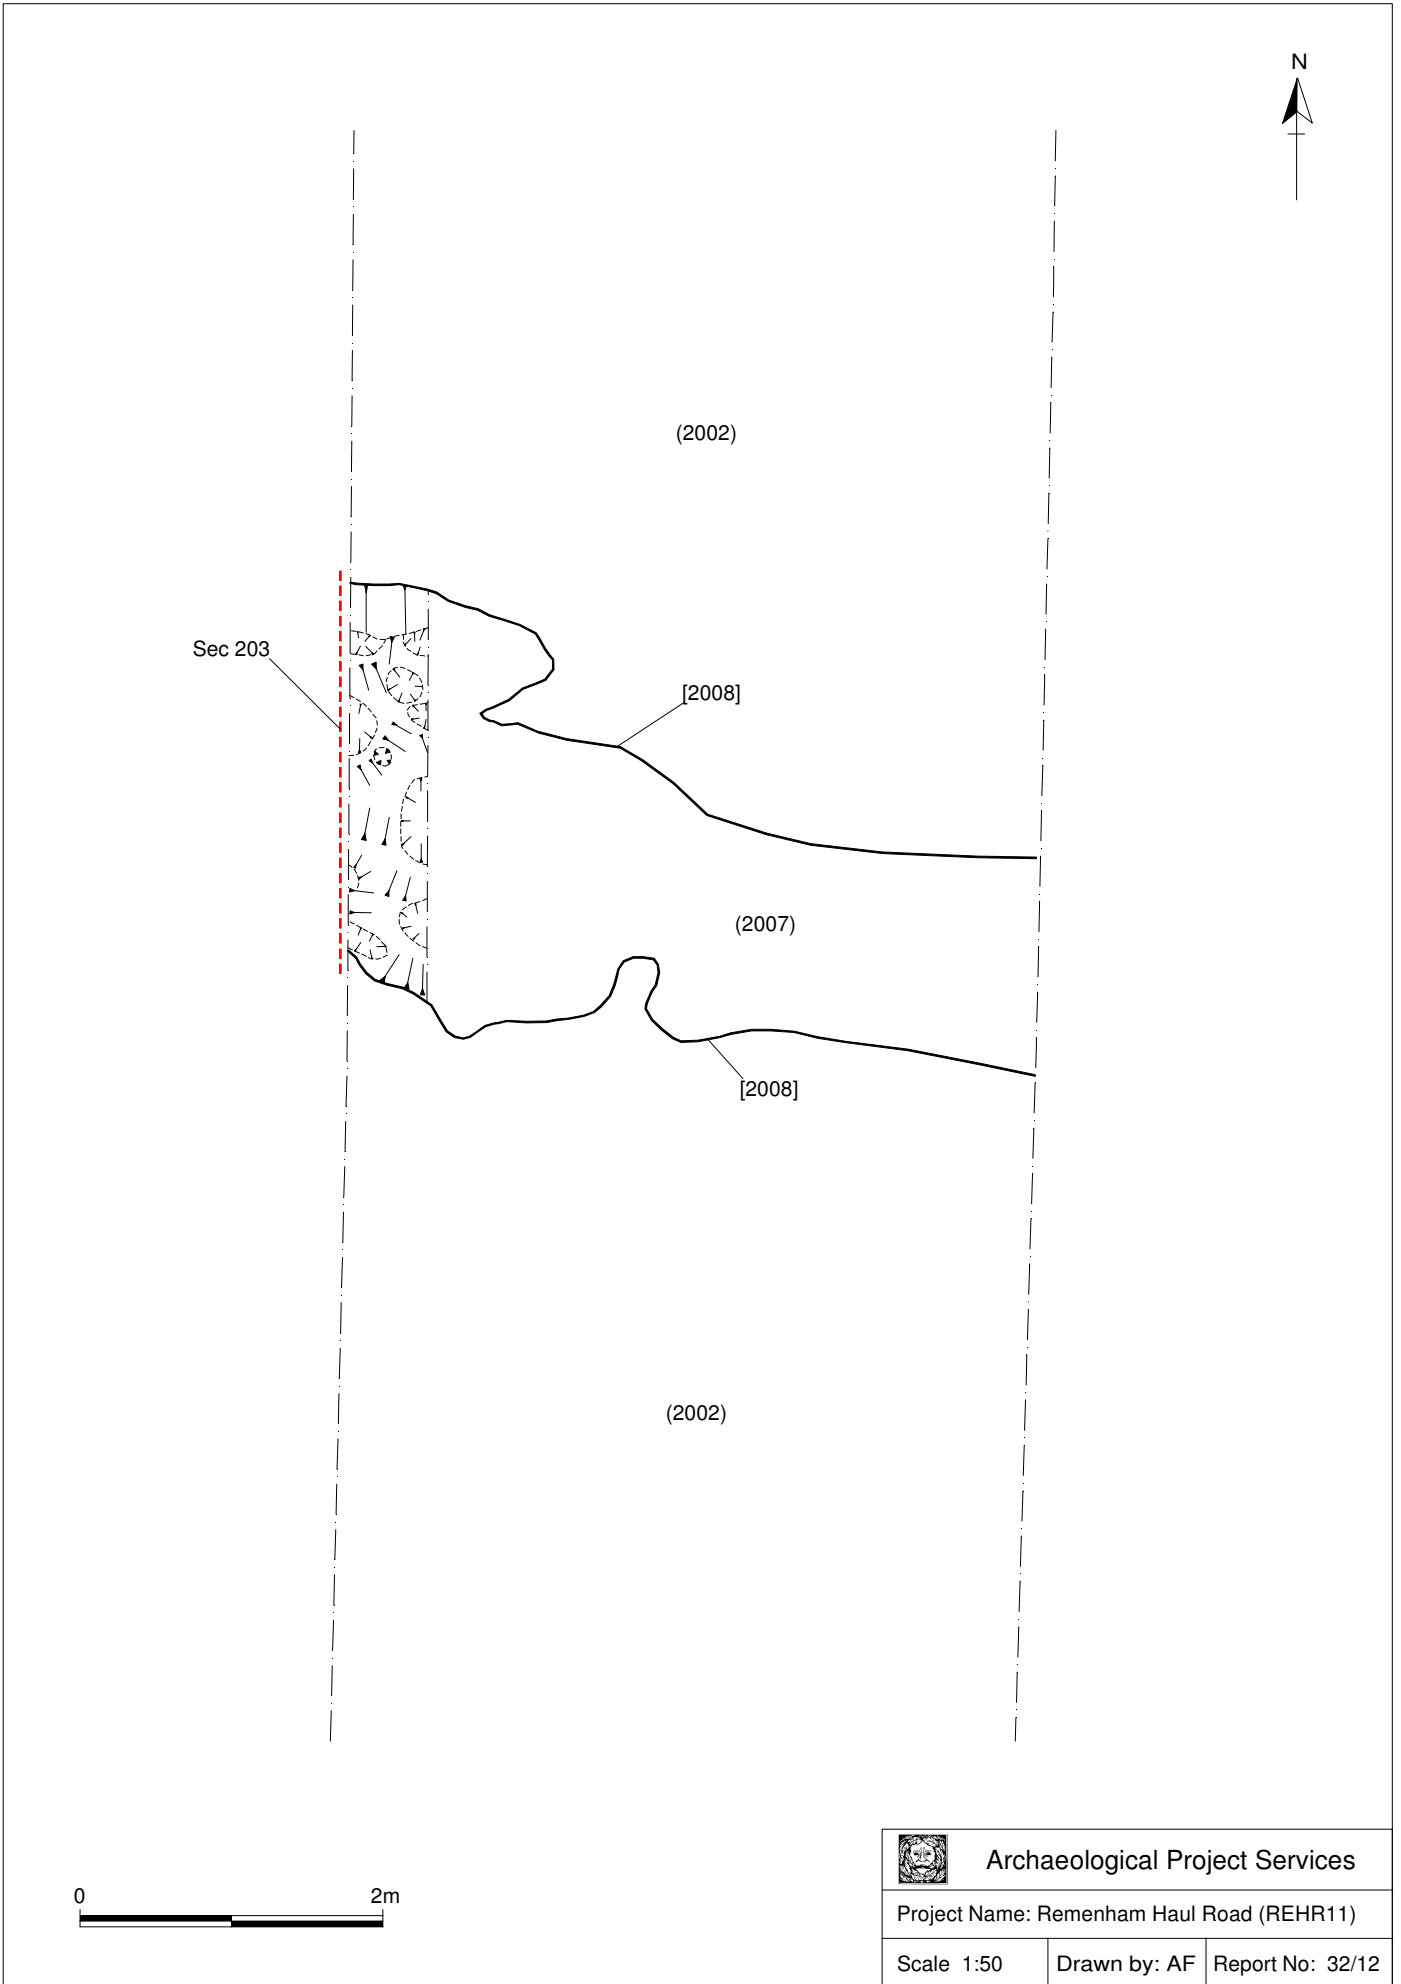 N
(2002)
Sec 203
[2008]
(2007)
[2008]
(2002)
0 2m
Archaeological Project Services
Project Name: Remenham Haul Road (REHR11)
Scale 1:50 Drawn by: AF Report No: 32/12